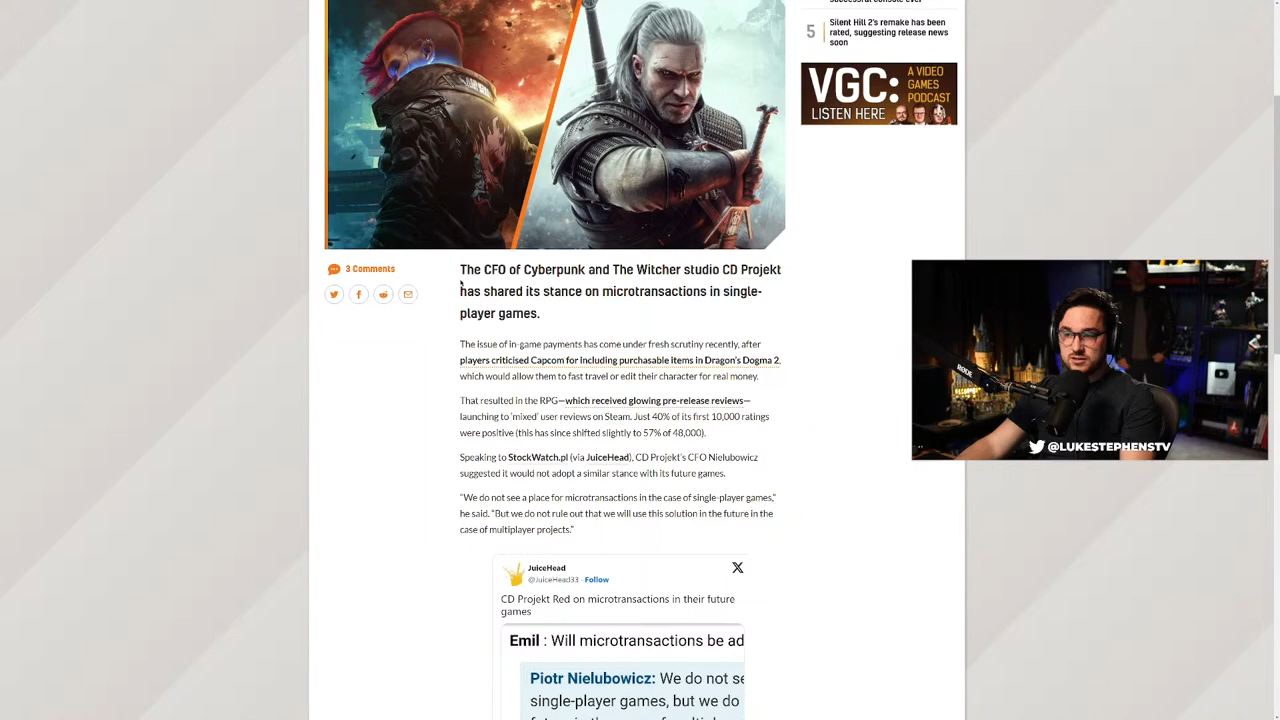 successful console ever
5
Silent Hill 2's remake has been
rated, suggesting release news
soon
VGC:
A VIDEO
GAMES
PODCAST
LISTEN HERE
3 Comments
The CFO of Cyberpunk and The Witcher studio CD Projekt
has shared its stance on microtransactions in single-
player games.
The issue of in-game payments has come under fresh scrutiny recently, after
players criticised Capcom for including purchasable items in Dragon's Dogma 2,
which would allow them to fast travel or edit their character for real money.
That resulted in the RPG—which received glowing pre-release reviews—
launching to 'mixed' user reviews on Steam. Just 40% of its first 10,000 ratings
were positive (this has since shifted slightly to 57% of 48,000).
Speaking to StockWatch.pl (via JuiceHead), CD Projekt's CFO Nielubowicz
suggested it would not adopt a similar stance with its future games.
"We do not see a place for microtransactions in the case of single-player games,"
he said. "But we do not rule out that we will use this solution in the future in the
case of multiplayer projects."
JuiceHead
@JuiceHead33 · Follow
CD Projekt Red on microtransactions in their future
games
Emil : Will microtransactions be ad
Piotr Nielubowicz: We do not se
single-player games, but we do
RØDE
@LUKESTEPHENSTV